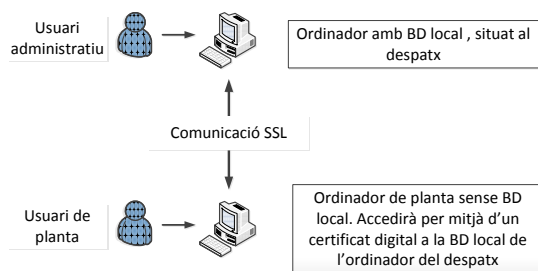 Usuari
administratiu
Ordinador amb BD local , situat al
despatx
Comunicació SSL
Usuari de
planta
Ordinador de planta sense BD
local. Accedirà per mitjà d’un
certificat digital a la BD local de
l’ordinador del despatx